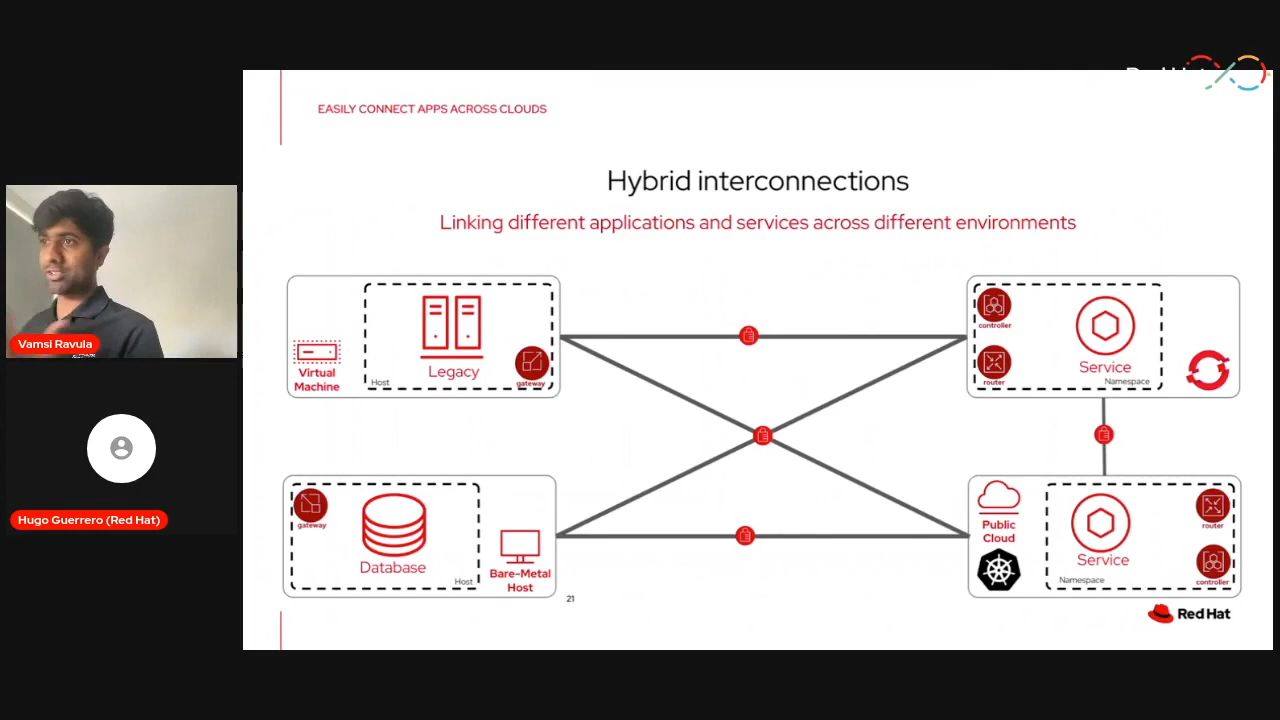 EASILY CONNECT APPS ACROSS CLOUDS
Hybrid interconnections
Linking different applications and services across different environments
Virtual
Machine
Host
Legacy
gateway
controller
router
Service
Namespace
Vamsi Ravula
Hugo Guerrero (Red Hat)
gateway
Database
Host
Bare-Metal
Host
Public
Cloud
Service
Namespace
router
controller
21
Red Hat